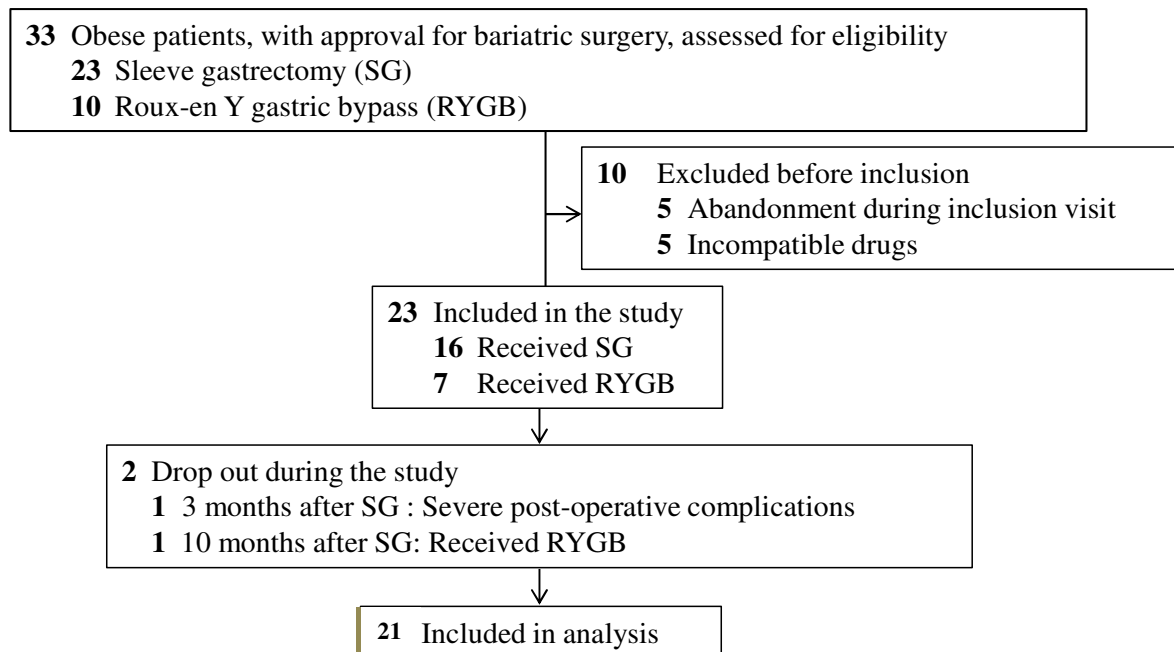 33 Obese patients, with approval for bariatric surgery, assessed for eligibility
23 Sleeve gastrectomy (SG)
10 Roux-en Y gastric bypass (RYGB)
10 Excluded before inclusion
5 Abandonment during inclusion visit
5 Incompatible drugs
23 Included in the study
16 Received SG
7 Received RYGB
2 Drop out during the study
1 3 months after SG : Severe post-operative complications
1 10 months after SG: Received RYGB
21 Included in analysis